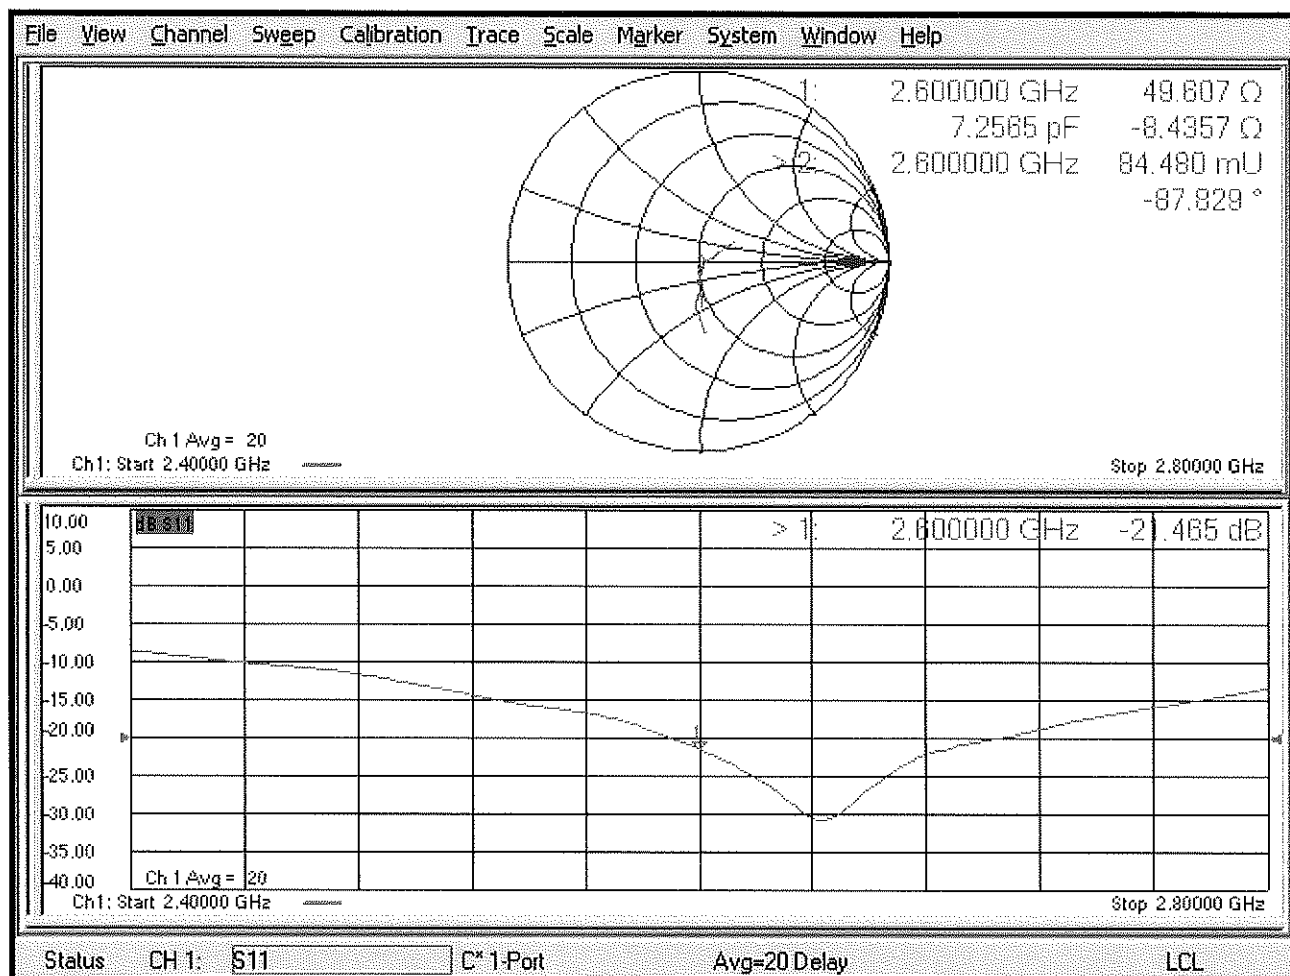 File View Channel Sweep Calibration Trace Scale Marker System Window Help
1: 2.600000 GHz 49.607 Ω
7.2565 pF -8.4357 Ω
> 2: 2.600000 GHz 84.480 mU
-87.829 °
Ch 1 Avg = 20
Ch1: Start 2.40000 GHz
Stop 2.80000 GHz
10.00
dB S11
> 1: 2.600000 GHz -21.465 dB
5.00
0.00
-5.00
-10.00
-15.00
-20.00
1
-25.00
-30.00
-35.00
-40.00
Ch 1 Avg = 20
Ch1: Start 2.40000 GHz
Stop 2.80000 GHz
Status CH 1: S11 C* 1-Port Avg=20 Delay LCL